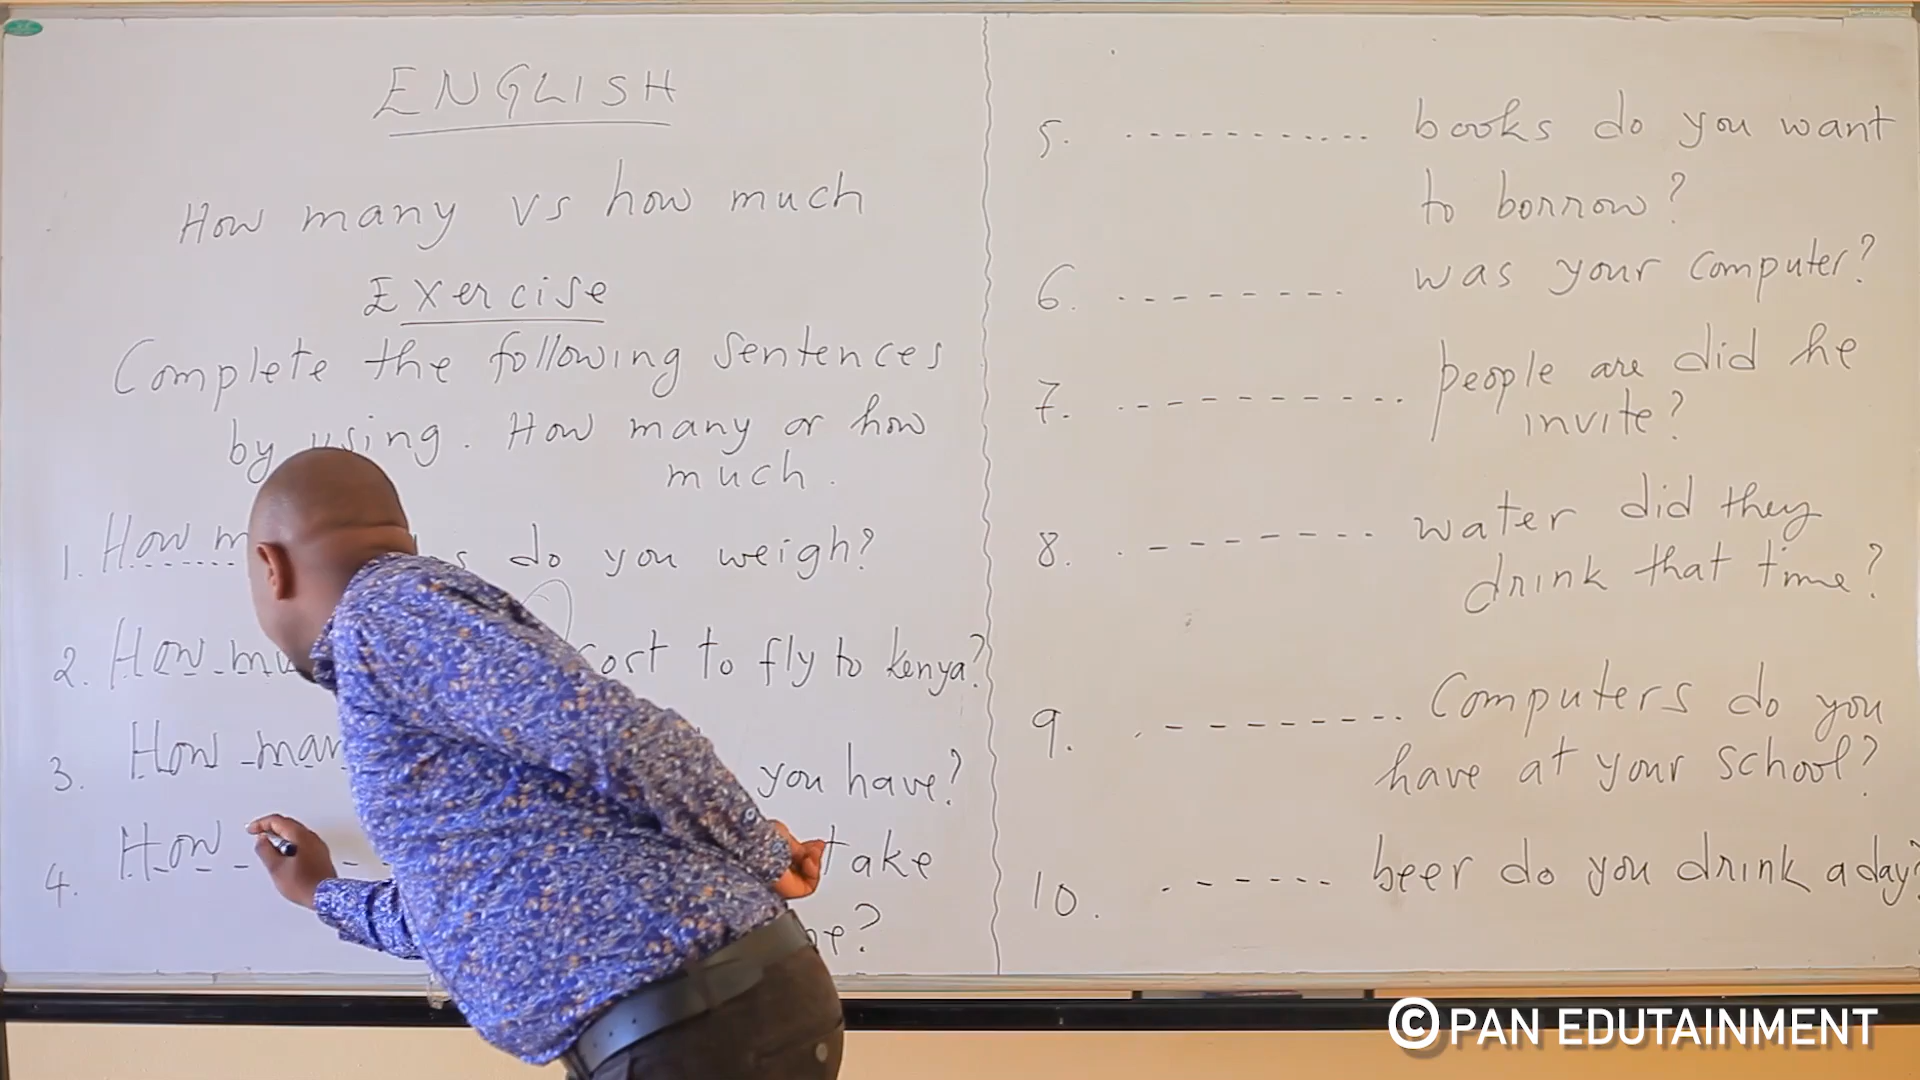 ENGLISH
How many vs how much
Exercise
Complete the following sentences
by using. How many or how
much.
1. How do you weigh?
2. How cost to fly to kenya?
3. How you have?
4. How take
5. ........... books do you want
to borrow?
6. -------- was your computer?
7. ---------- people are did he
invite?
8. -------- water did they
drink that time?
9. -------- Computers do you
have at your school?
10. ------ beer do you drink a day?
© PAN EDUTAINMENT